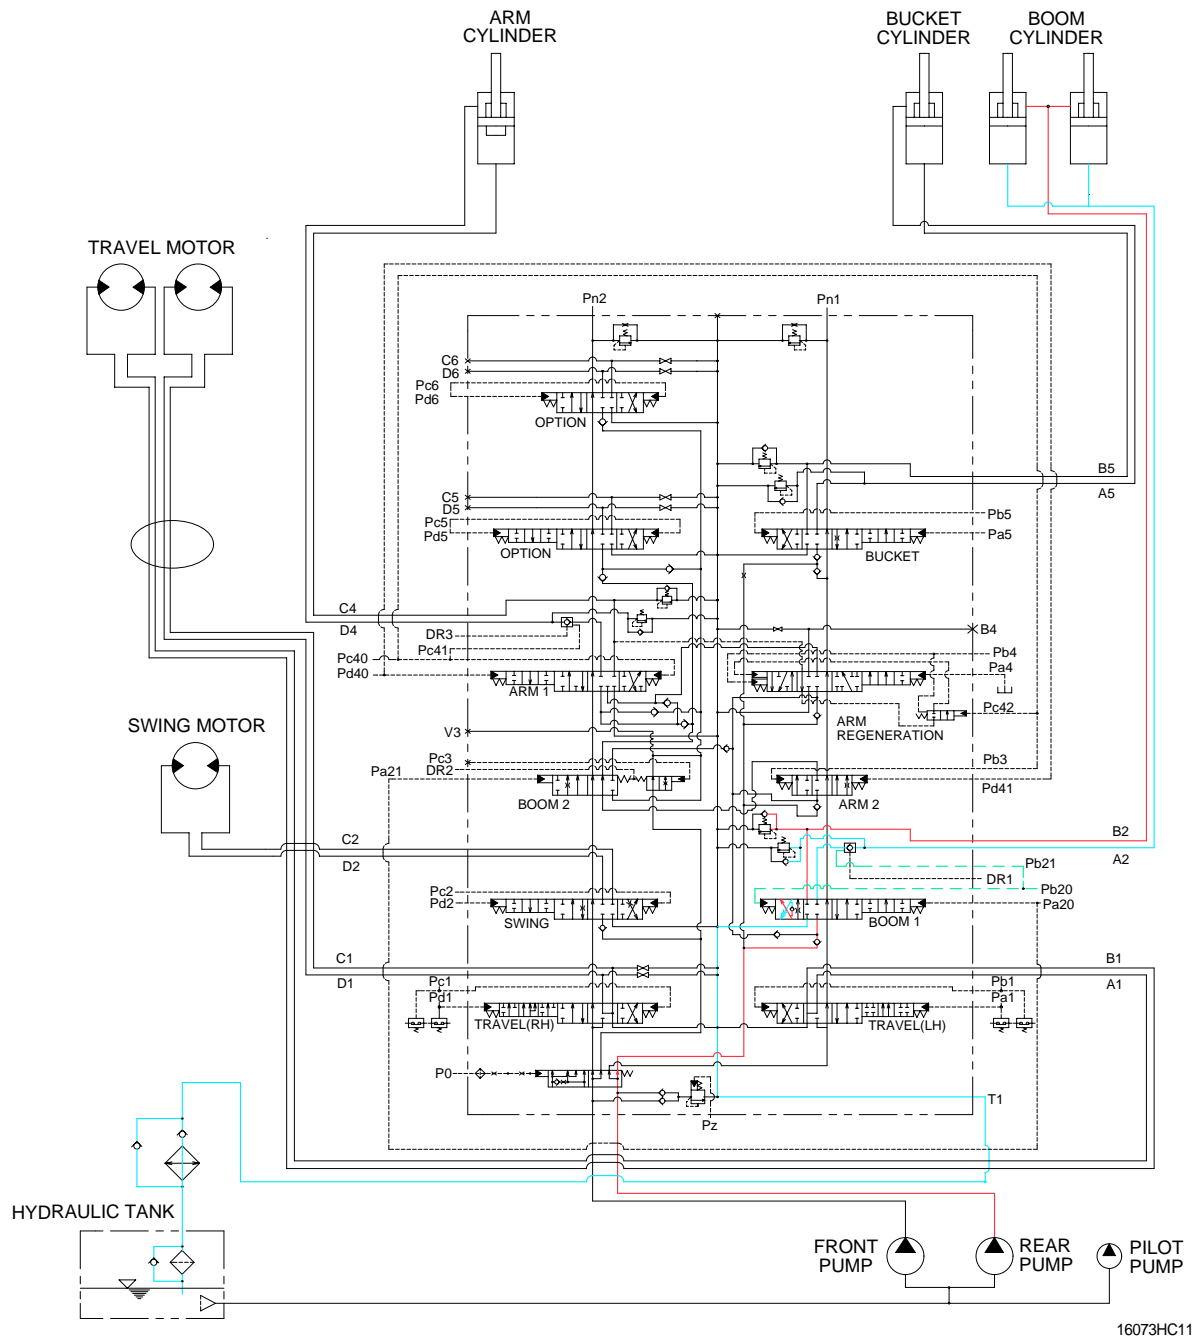 ARM
CYLINDER
BUCKET
CYLINDER
BOOM
CYLINDER
TRAVEL MOTOR
Pn2
Pn1
C6
D6
Pc6
Pd6
OPTION
B5
A5
C5
D5
Pc5
Pd5
OPTION
Pb5
Pa5
BUCKET
C4
D4
DR3
Pc41
Pc40
Pd40
ARM 1
B4
Pb4
Pa4
Pc42
ARM
REGENERATION
SWING MOTOR
V3
Pc3
DR2
Pa21
BOOM 2
Pb3
Pd41
ARM 2
C2
D2
B2
A2
Pb21
DR1
Pb20
Pa20
Pc2
Pd2
SWING
BOOM 1
C1
D1
B1
A1
Pc1
Pd1
TRAVEL(RH)
Pb1
Pa1
TRAVEL(LH)
P0
Pz
T1
HYDRAULIC TANK
FRONT
PUMP
REAR
PUMP
PILOT
PUMP
16073HC11